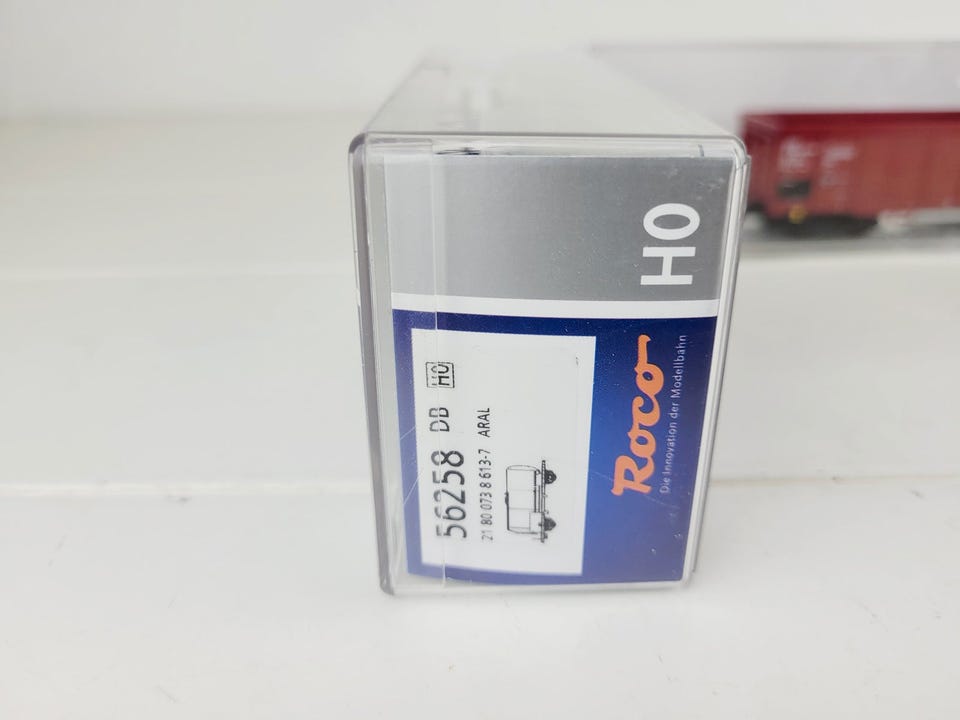 H0
Roco
Die Innovation der Modellbahn
56258 DB H0
21 80 073 8 613-7 ARAL